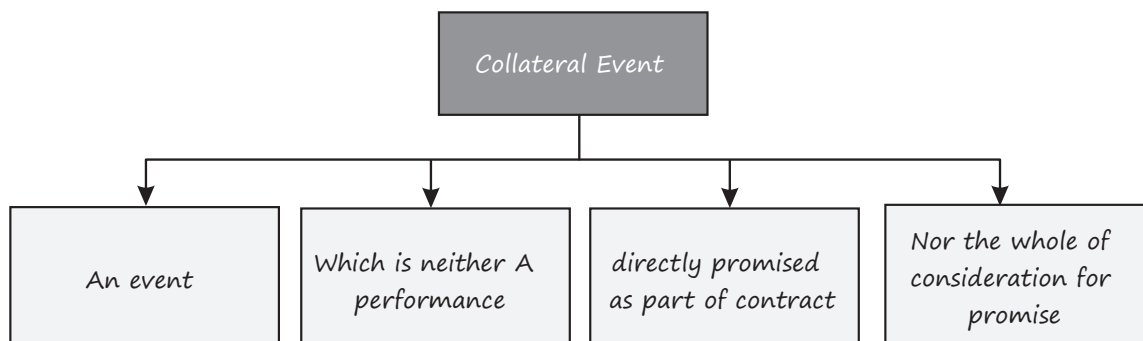 Collateral Event
An event
Which is neither A
performance
directly promised
as part of contract
Nor the whole of
consideration for
promise